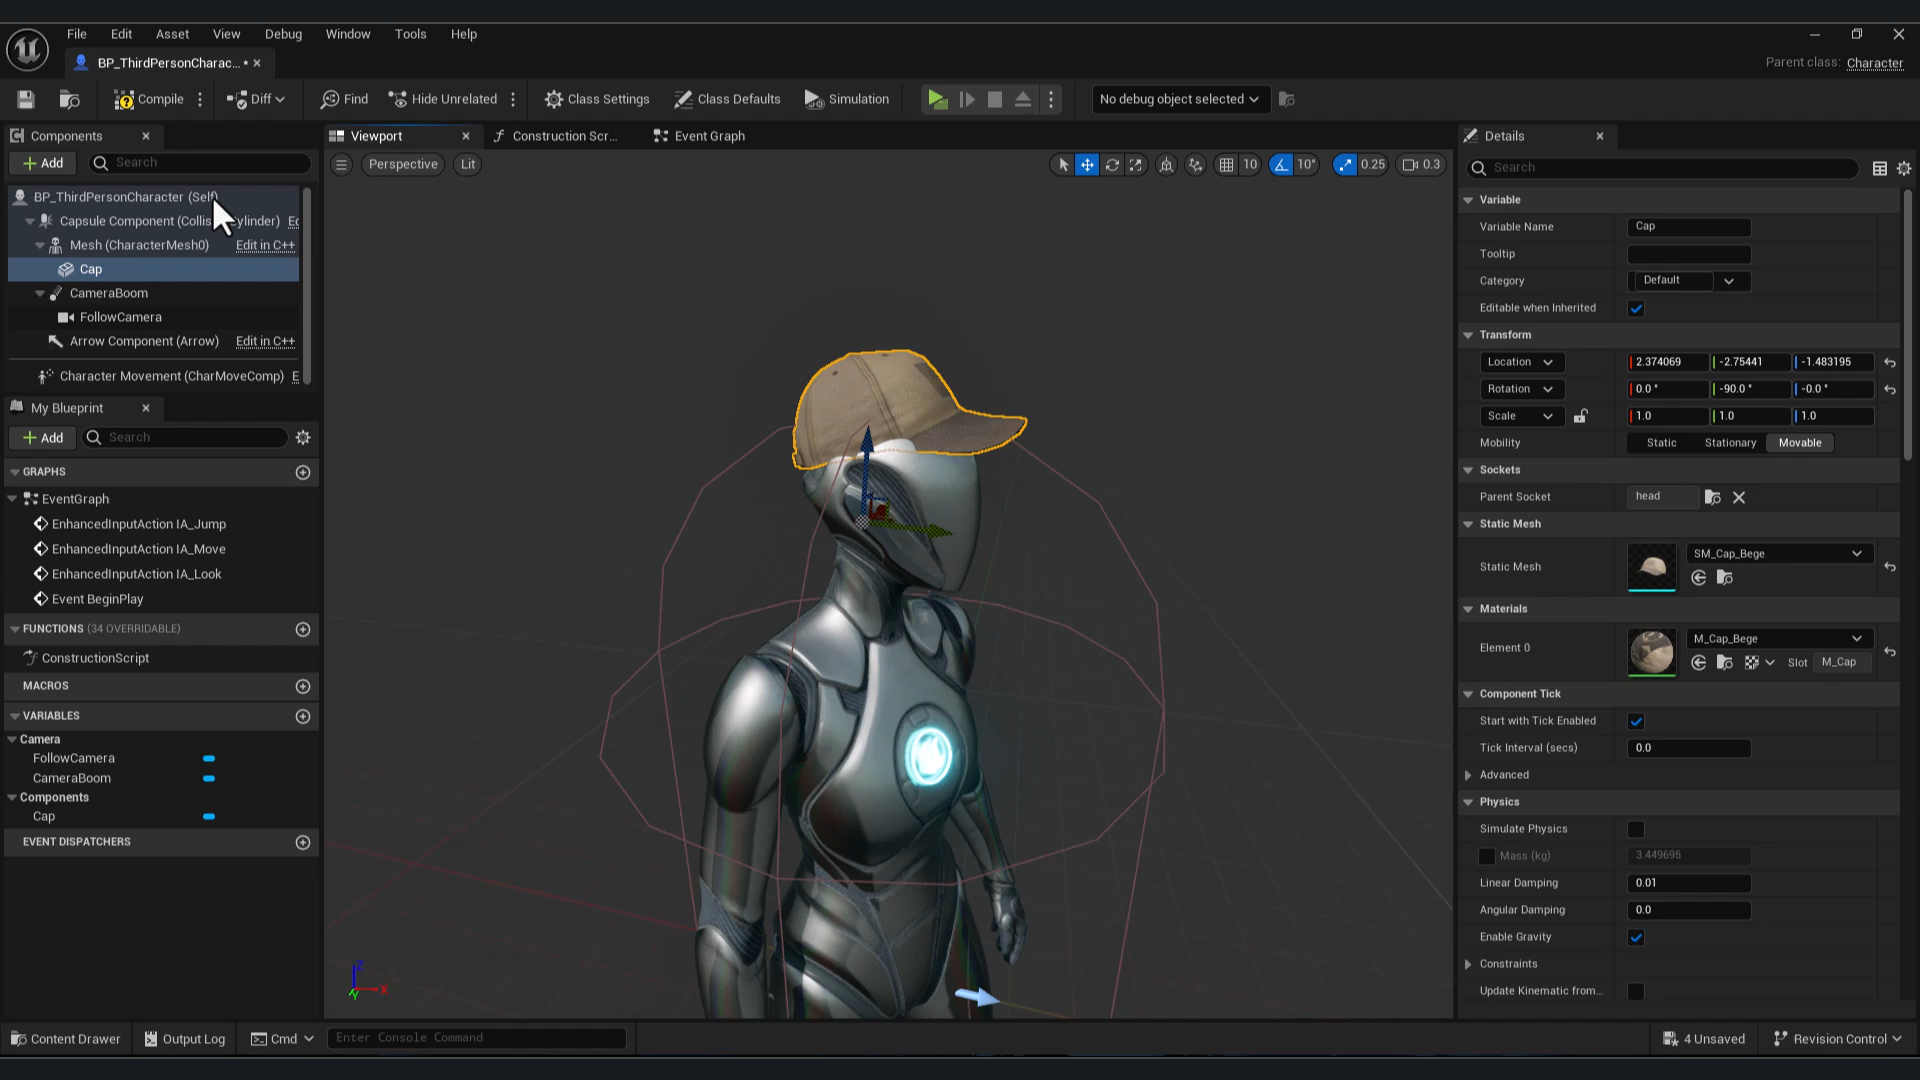 File Edit View Asset Debug Window Tools Help
BP_ThirdPersonCharac... •
Parent class: Character
Compile
Diff
Find
Hide Unrelated
Class Settings
Class Defaults
Simulation
No debug object selected
Components
Viewport
Construction Scr...
Event Graph
Details
Add
Search
Perspective
Lit
10
10°
0.25
0.3
Search
BP_ThirdPersonCharacter (Self)
Capsule Component (Collis Cylinder) Ed
Mesh (CharacterMesh0) Edit in C++
Cap
CameraBoom
FollowCamera
Arrow Component (Arrow) Edit in C++
Character Movement (CharMoveComp) E
My Blueprint
Add
Search
GRAPHS
EventGraph
EnhancedInputAction IA_Jump
EnhancedInputAction IA_Move
EnhancedInputAction IA_Look
Event BeginPlay
FUNCTIONS (34 OVERRIDABLE)
ConstructionScript
MACROS
VARIABLES
Camera
FollowCamera
CameraBoom
Components
Cap
EVENT DISPATCHERS
Z
X
Y
Variable
Variable Name Cap
Tooltip
Category Default
Editable when Inherited
Transform
Location 2.374069 -2.75441 -1.483195
Rotation 0.0 ° -90.0 ° -0.0 °
Scale 1.0 1.0 1.0
Mobility Static Stationary Movable
Sockets
Parent Socket head
Static Mesh
Static Mesh SM_Cap_Bege
Materials
Element 0 M_Cap_Bege
Slot M_Cap
Component Tick
Start with Tick Enabled
Tick Interval (secs) 0.0
Advanced
Physics
Simulate Physics
Mass (kg) 3.449695
Linear Damping 0.01
Angular Damping 0.0
Enable Gravity
Constraints
Update Kinematic from...
Content Drawer
Output Log
Cmd
Enter Console Command
4 Unsaved
Revision Control